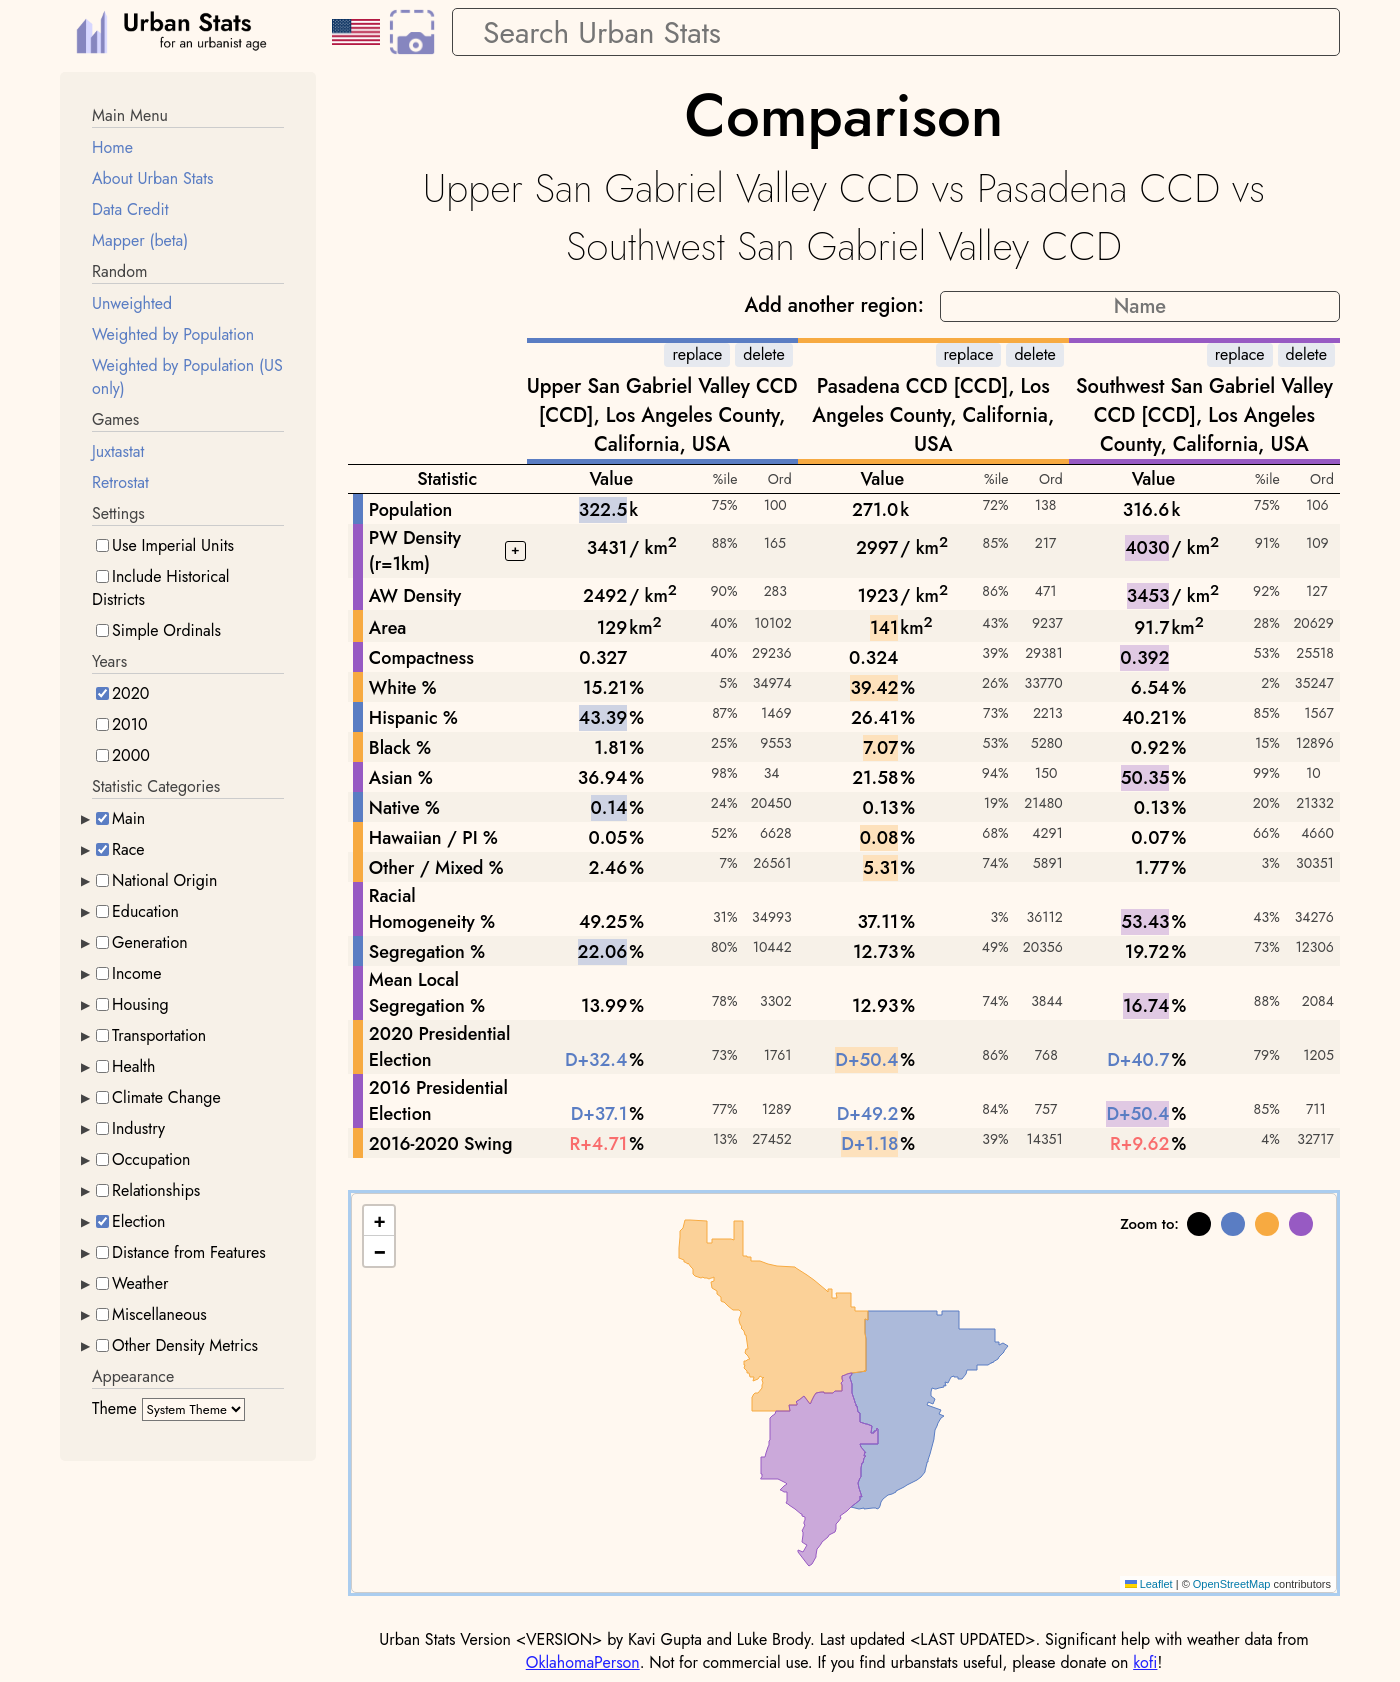 Urban Stats
for an urbanist age
Search Urban Stats
Main Menu
Home
About Urban Stats
Data Credit
Mapper (beta)
Random
Unweighted
Weighted by Population
Weighted by Population (US
only)
Games
Juxtastat
Retrostat
Settings
Use Imperial Units
Include Historical
Districts
Simple Ordinals
Years
2020
2010
2000
Statistic Categories
Main
Race
National Origin
Education
Generation
Income
Housing
Transportation
Health
Climate Change
Industry
Occupation
Relationships
Election
Distance from Features
Weather
Miscellaneous
Other Density Metrics
Appearance
Theme System Theme
Comparison
Upper San Gabriel Valley CCD vs Pasadena CCD vs
Southwest San Gabriel Valley CCD
Add another region: Name
replace delete replace delete replace delete
Upper San Gabriel Valley CCD
[CCD], Los Angeles County,
California, USA
Pasadena CCD [CCD], Los
Angeles County, California,
USA
Southwest San Gabriel Valley
CCD [CCD], Los Angeles
County, California, USA
Statistic Value %ile Ord Value %ile Ord Value %ile Ord
Population 322.5k 75% 100 271.0k 72% 138 316.6k 75% 106
PW Density
(r=1km) + 3431/ km² 88% 165 2997/ km² 85% 217 4030/ km² 91% 109
AW Density 2492/ km² 90% 283 1923/ km² 86% 471 3453/ km² 92% 127
Area 129km² 40% 10102 141km² 43% 9237 91.7km² 28% 20629
Compactness 0.327 40% 29236 0.324 39% 29381 0.392 53% 25518
White % 15.21% 5% 34974 39.42% 26% 33770 6.54% 2% 35247
Hispanic % 43.39% 87% 1469 26.41% 73% 2213 40.21% 85% 1567
Black % 1.81% 25% 9553 7.07% 53% 5280 0.92% 15% 12896
Asian % 36.94% 98% 34 21.58% 94% 150 50.35% 99% 10
Native % 0.14% 24% 20450 0.13% 19% 21480 0.13% 20% 21332
Hawaiian / PI % 0.05% 52% 6628 0.08% 68% 4291 0.07% 66% 4660
Other / Mixed % 2.46% 7% 26561 5.31% 74% 5891 1.77% 3% 30351
Racial
Homogeneity % 49.25% 31% 34993 37.11% 3% 36112 53.43% 43% 34276
Segregation % 22.06% 80% 10442 12.73% 49% 20356 19.72% 73% 12306
Mean Local
Segregation % 13.99% 78% 3302 12.93% 74% 3844 16.74% 88% 2084
2020 Presidential
Election D+32.4% 73% 1761 D+50.4% 86% 768 D+40.7% 79% 1205
2016 Presidential
Election D+37.1% 77% 1289 D+49.2% 84% 757 D+50.4% 85% 711
2016-2020 Swing R+4.71% 13% 27452 D+1.18% 39% 14351 R+9.62% 4% 32717
+
−
Zoom to:
Leaflet | © OpenStreetMap contributors
Urban Stats Version <VERSION> by Kavi Gupta and Luke Brody. Last updated <LAST UPDATED>. Significant help with weather data from
OklahomaPerson. Not for commercial use. If you find urbanstats useful, please donate on kofi!